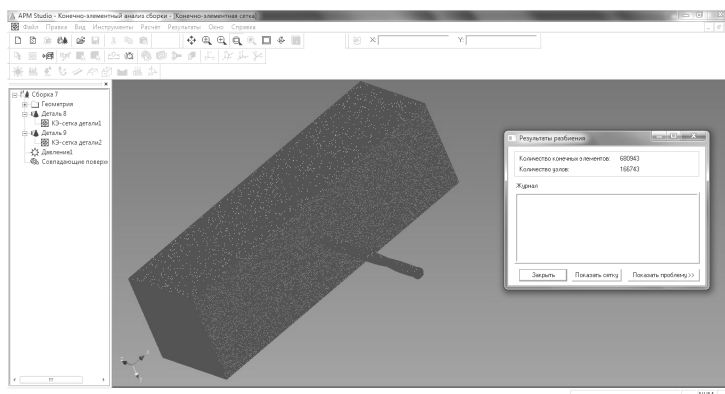 APM Studio - Конечно-элементный анализ сборки - [Конечно-элементная сетка]
Файл Правка Вид Инструменты Расчет Результаты Окно Справка
X: Y:
Сборка 7
Геометрия
Деталь 8
КЭ-сетка детали1
Деталь 9
КЭ-сетка детали2
Давление1
Совпадающие поверх
Результаты разбиения
Количество конечных элементов: 680943
Количество узлов: 166743
Журнал
Закрыть Показать сетку Показать проблему >>